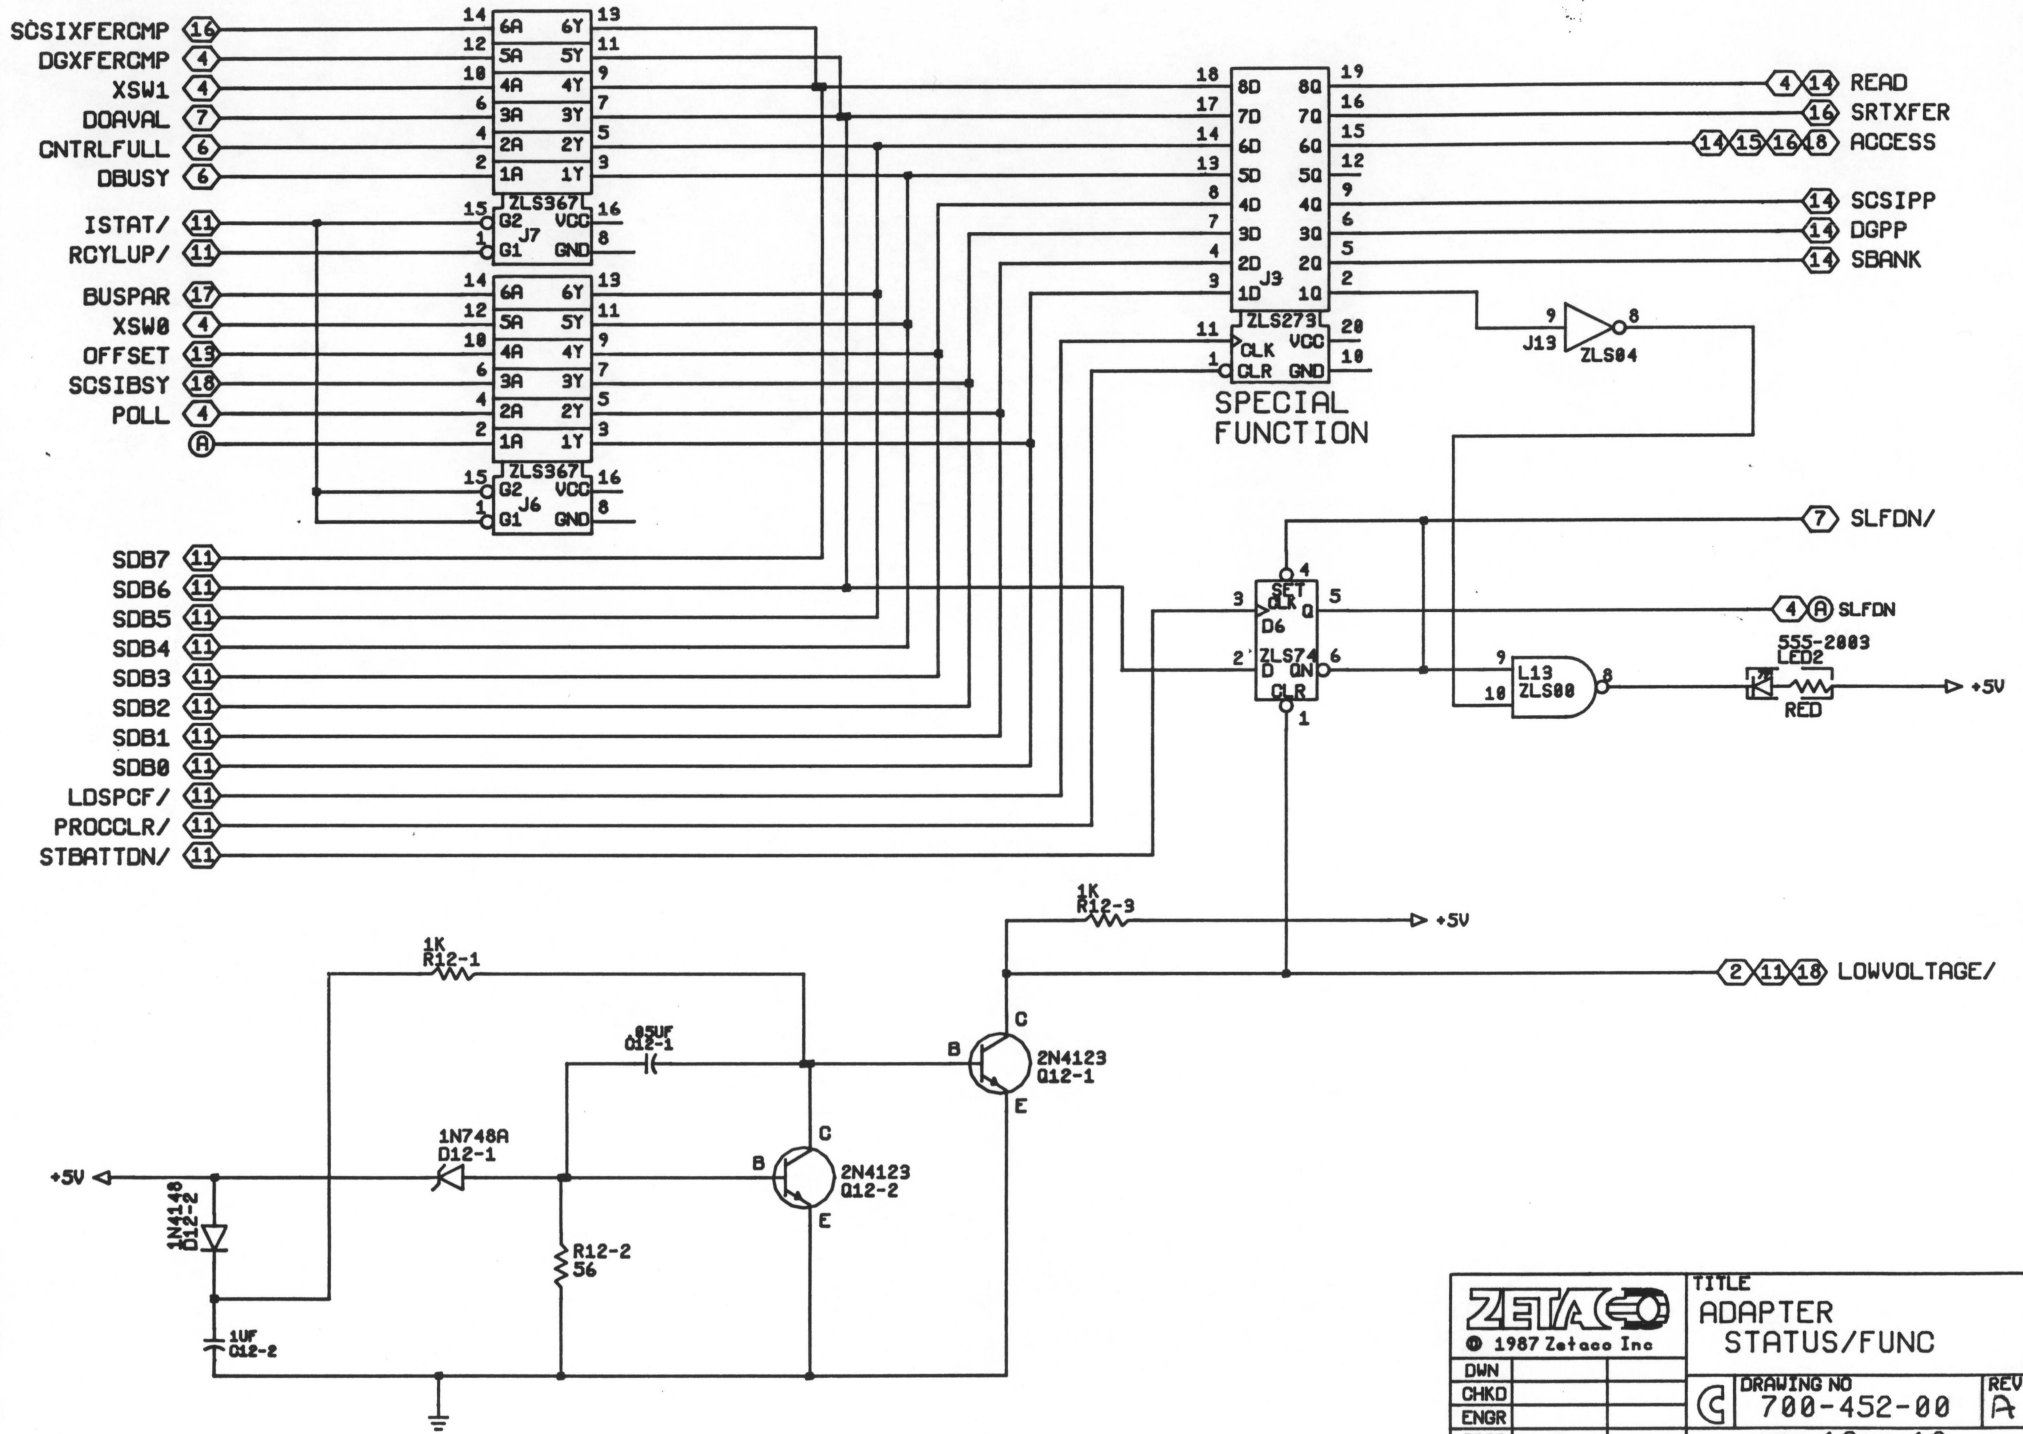 SCSIXFERCMP 16 14 6A 6Y 13
DGXFERCMP 4 12 5A 5Y 11
XSW1 4 10 4A 4Y 9
DOAVAL 7 6 3A 3Y 7
CNTRLFULL 6 4 2A 2Y 5
DBUSY 6 2 1A 1Y 3
ZLS367
ISTAT/ 11 15 G2 VCC 16
J7
RCYLUP/ 11 1 G1 GND 8
BUSPAR 17 14 6A 6Y 13
XSW0 4 12 5A 5Y 11
OFFSET 13 10 4A 4Y 9
SCSIBSY 18 6 3A 3Y 7
POLL 4 4 2A 2Y 5
A 2 1A 1Y 3
ZLS367
15 G2 VCC 16
J6
1 G1 GND 8
18 8D 8Q 19 4 14 READ
17 7D 7Q 16 16 SRTXFER
14 6D 6Q 15 14 15 16 18 ACCESS
13 5D 5Q 12
8 4D 4Q 9 14 SCSIPP
7 3D 3Q 6 14 DGPP
4 2D 2Q 5 14 SBANK
J3
3 1D 1Q 2
ZLS273
11 CLK VCC 20
1 CLR GND 10
SPECIAL
FUNCTION
9 8
J13 ZLS04
SDB7 11
SDB6 11
SDB5 11
SDB4 11
SDB3 11
SDB2 11
SDB1 11
SDB0 11
LDSPCF/ 11
PROCCLR/ 11
STBATTDN/ 11
7 SLFDN/
4
SET
3 CLK Q 5 4 A SLFDN
D6
ZLS74
2 D QN 6
CLR
1
9 L13 8
10 ZLS00
555-2003
LED2
RED
+5V
1K
R12-3
+5V
2 11 18 LOWVOLTAGE/
1K
R12-1
.05UF
C12-1
C
B 2N4123
Q12-1
E
1N748A
D12-1
+5V
C
B 2N4123
Q12-2
E
1N4148
D12-2
R12-2
56
1UF
C12-2
ZETACO
© 1987 Zetaco Inc
TITLE
ADAPTER
STATUS/FUNC
DWN
CHKD
ENGR
C
DRAWING NO
700-452-00
REV
A